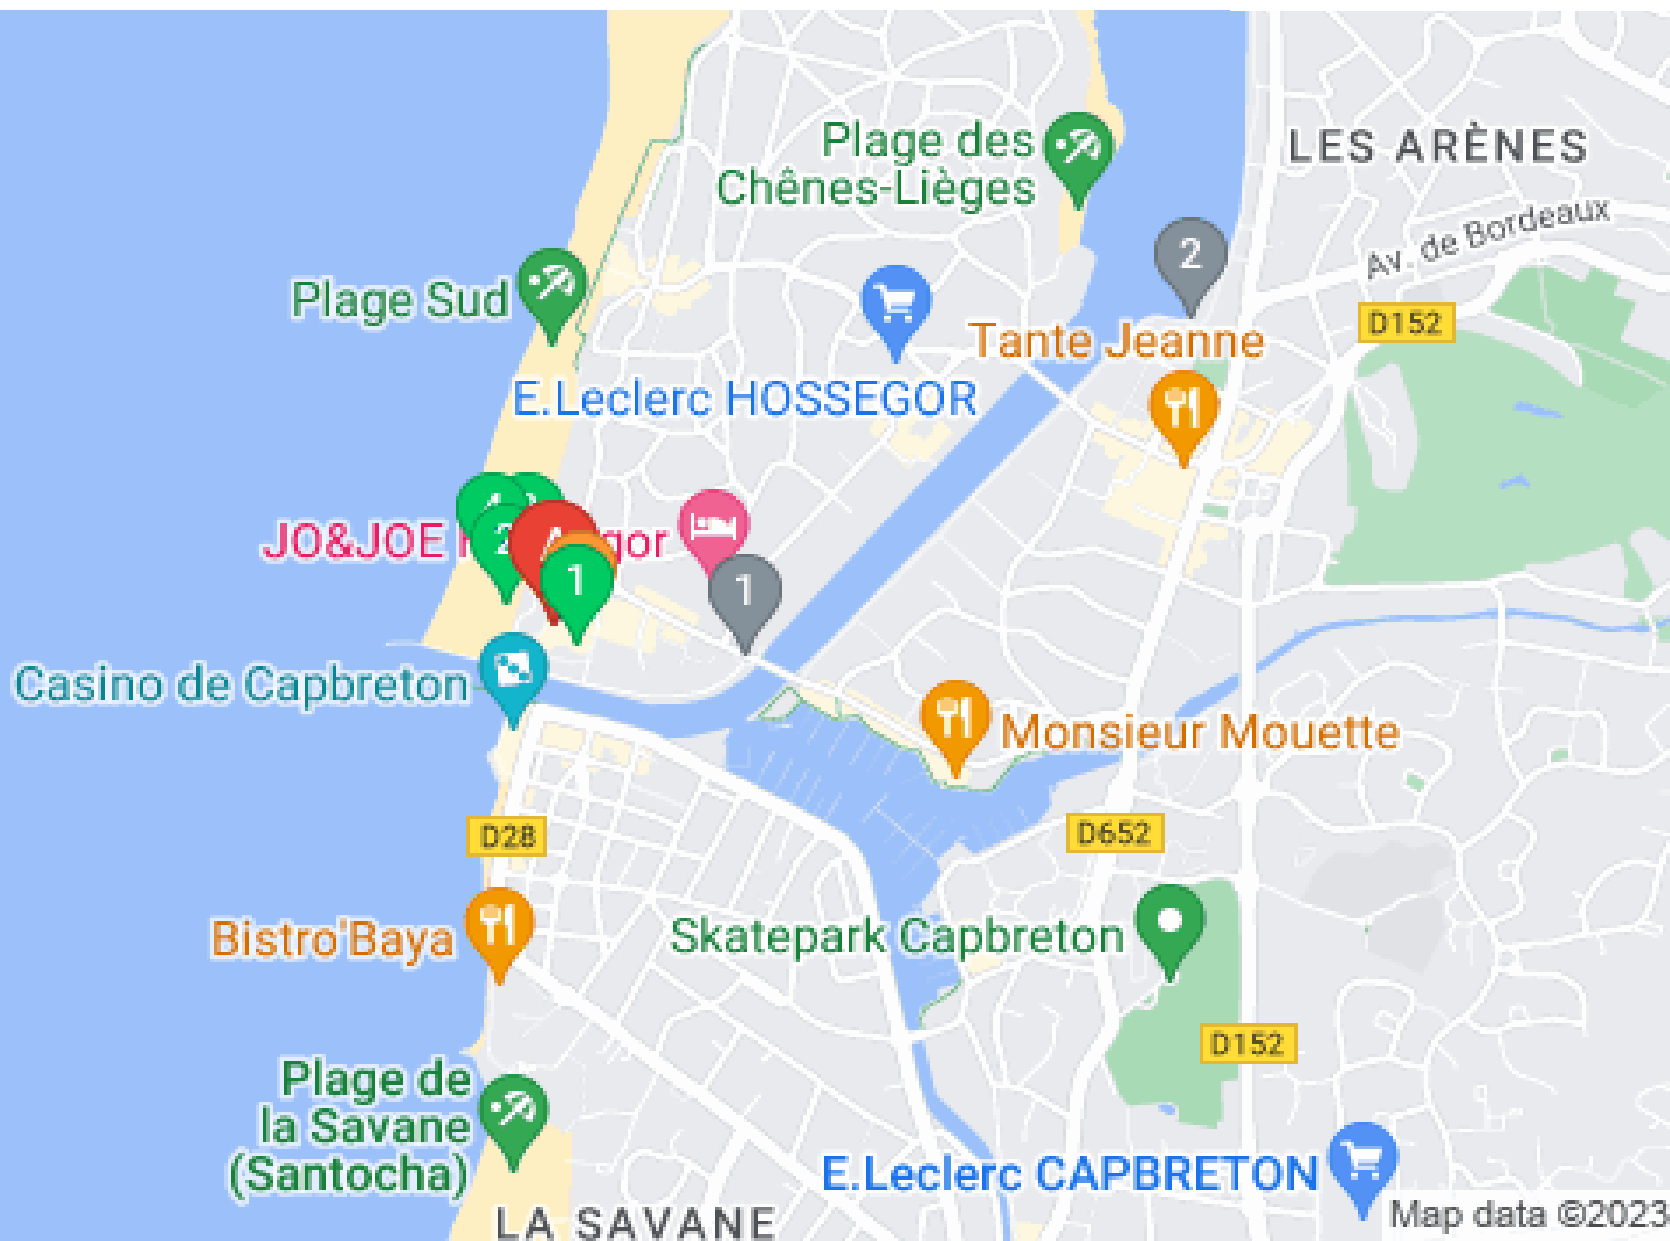 Plage des
Chênes-Lièges
LES ARÈNES
Av. de Bordeaux
2
Plage Sud
D152
Tante Jeanne
E.Leclerc HOSSEGOR
JO&JOE
gor
2
A
1
1
Casino de Capbreton
Monsieur Mouette
D28
D652
Bistro'Baya
Skatepark Capbreton
D152
Plage de
la Savane
(Santocha)
E.Leclerc CAPBRETON
LA SAVANE
Map data ©2023